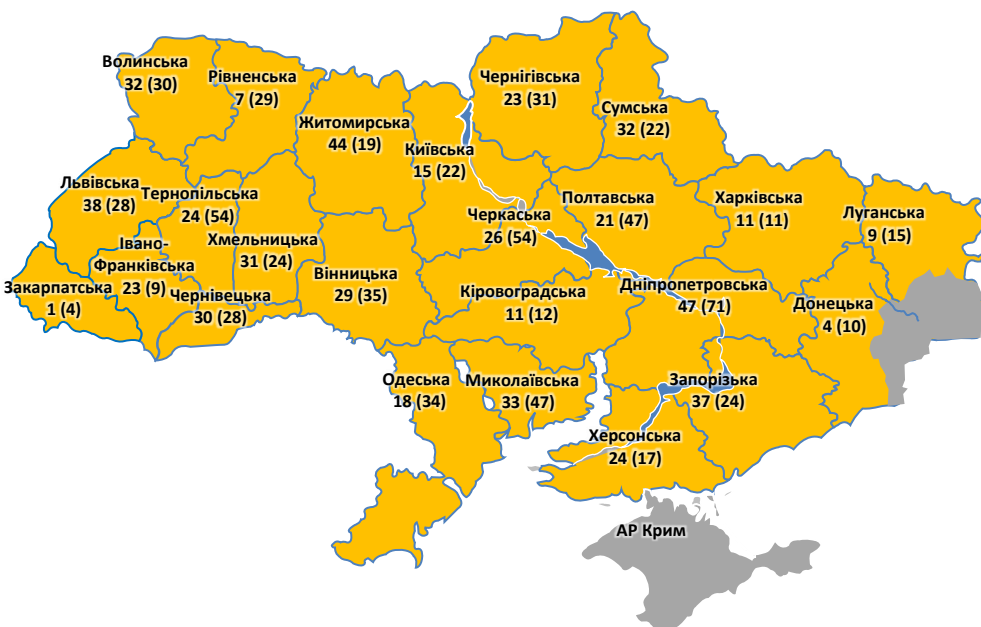 Волинська
32 (30)
Рівненська
7 (29)
Житомирська
44 (19)
Київська
15 (22)
Чернігівська
23 (31)
Сумська
32 (22)
Львівська
38 (28)
Тернопільська
24 (54)
Хмельницька
31 (24)
Івано-
Франківська
23 (9)
Закарпатська
1 (4)
Чернівецька
30 (28)
Вінницька
29 (35)
Черкаська
26 (54)
Полтавська
21 (47)
Харківська
11 (11)
Луганська
9 (15)
Кіровоградська
11 (12)
Дніпропетровська
47 (71)
Донецька
4 (10)
Одеська
18 (34)
Миколаївська
33 (47)
Запорізька
37 (24)
Херсонська
24 (17)
АР Крим